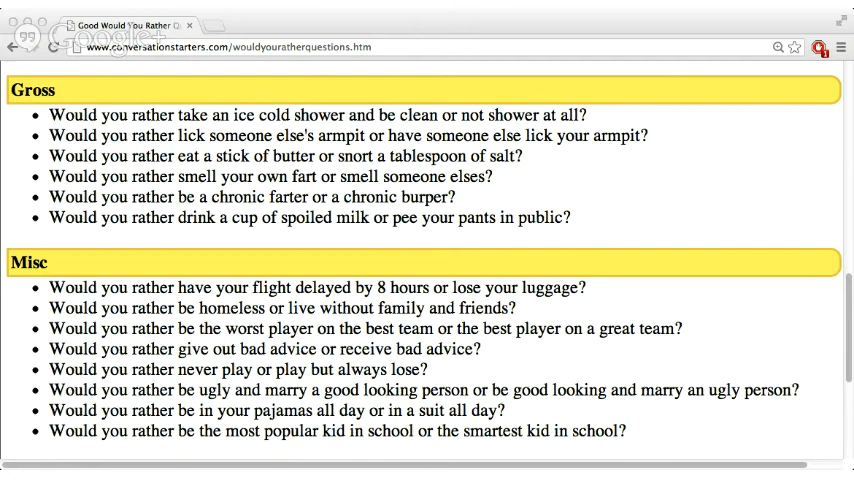 Good Would You Rather Q
Google+
www.conversationstarters.com/wouldyouratherquestions.htm
1
Gross
• Would you rather take an ice cold shower and be clean or not shower at all?
• Would you rather lick someone else's armpit or have someone else lick your armpit?
• Would you rather eat a stick of butter or snort a tablespoon of salt?
• Would you rather smell your own fart or smell someone elses?
• Would you rather be a chronic farter or a chronic burper?
• Would you rather drink a cup of spoiled milk or pee your pants in public?
Misc
• Would you rather have your flight delayed by 8 hours or lose your luggage?
• Would you rather be homeless or live without family and friends?
• Would you rather be the worst player on the best team or the best player on a great team?
• Would you rather give out bad advice or receive bad advice?
• Would you rather never play or play but always lose?
• Would you rather be ugly and marry a good looking person or be good looking and marry an ugly person?
• Would you rather be in your pajamas all day or in a suit all day?
• Would you rather be the most popular kid in school or the smartest kid in school?